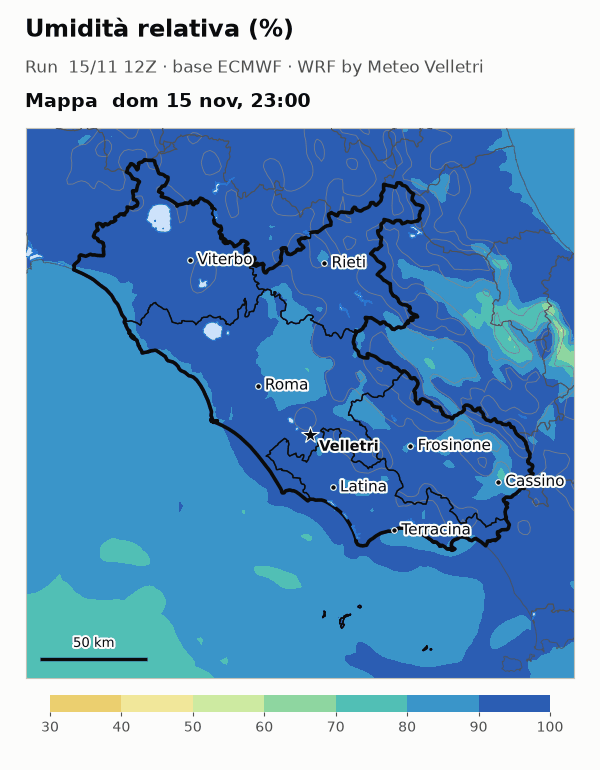 Umidità relativa (%)
Run  15/11 12Z · base ECMWF · WRF by Meteo Velletri
Mappa  dom 15 nov, 23:00
Viterbo
Rieti
Roma
Velletri
Frosinone
Latina
Cassino
Terracina
50 km
30 40 50 60 70 80 90 100